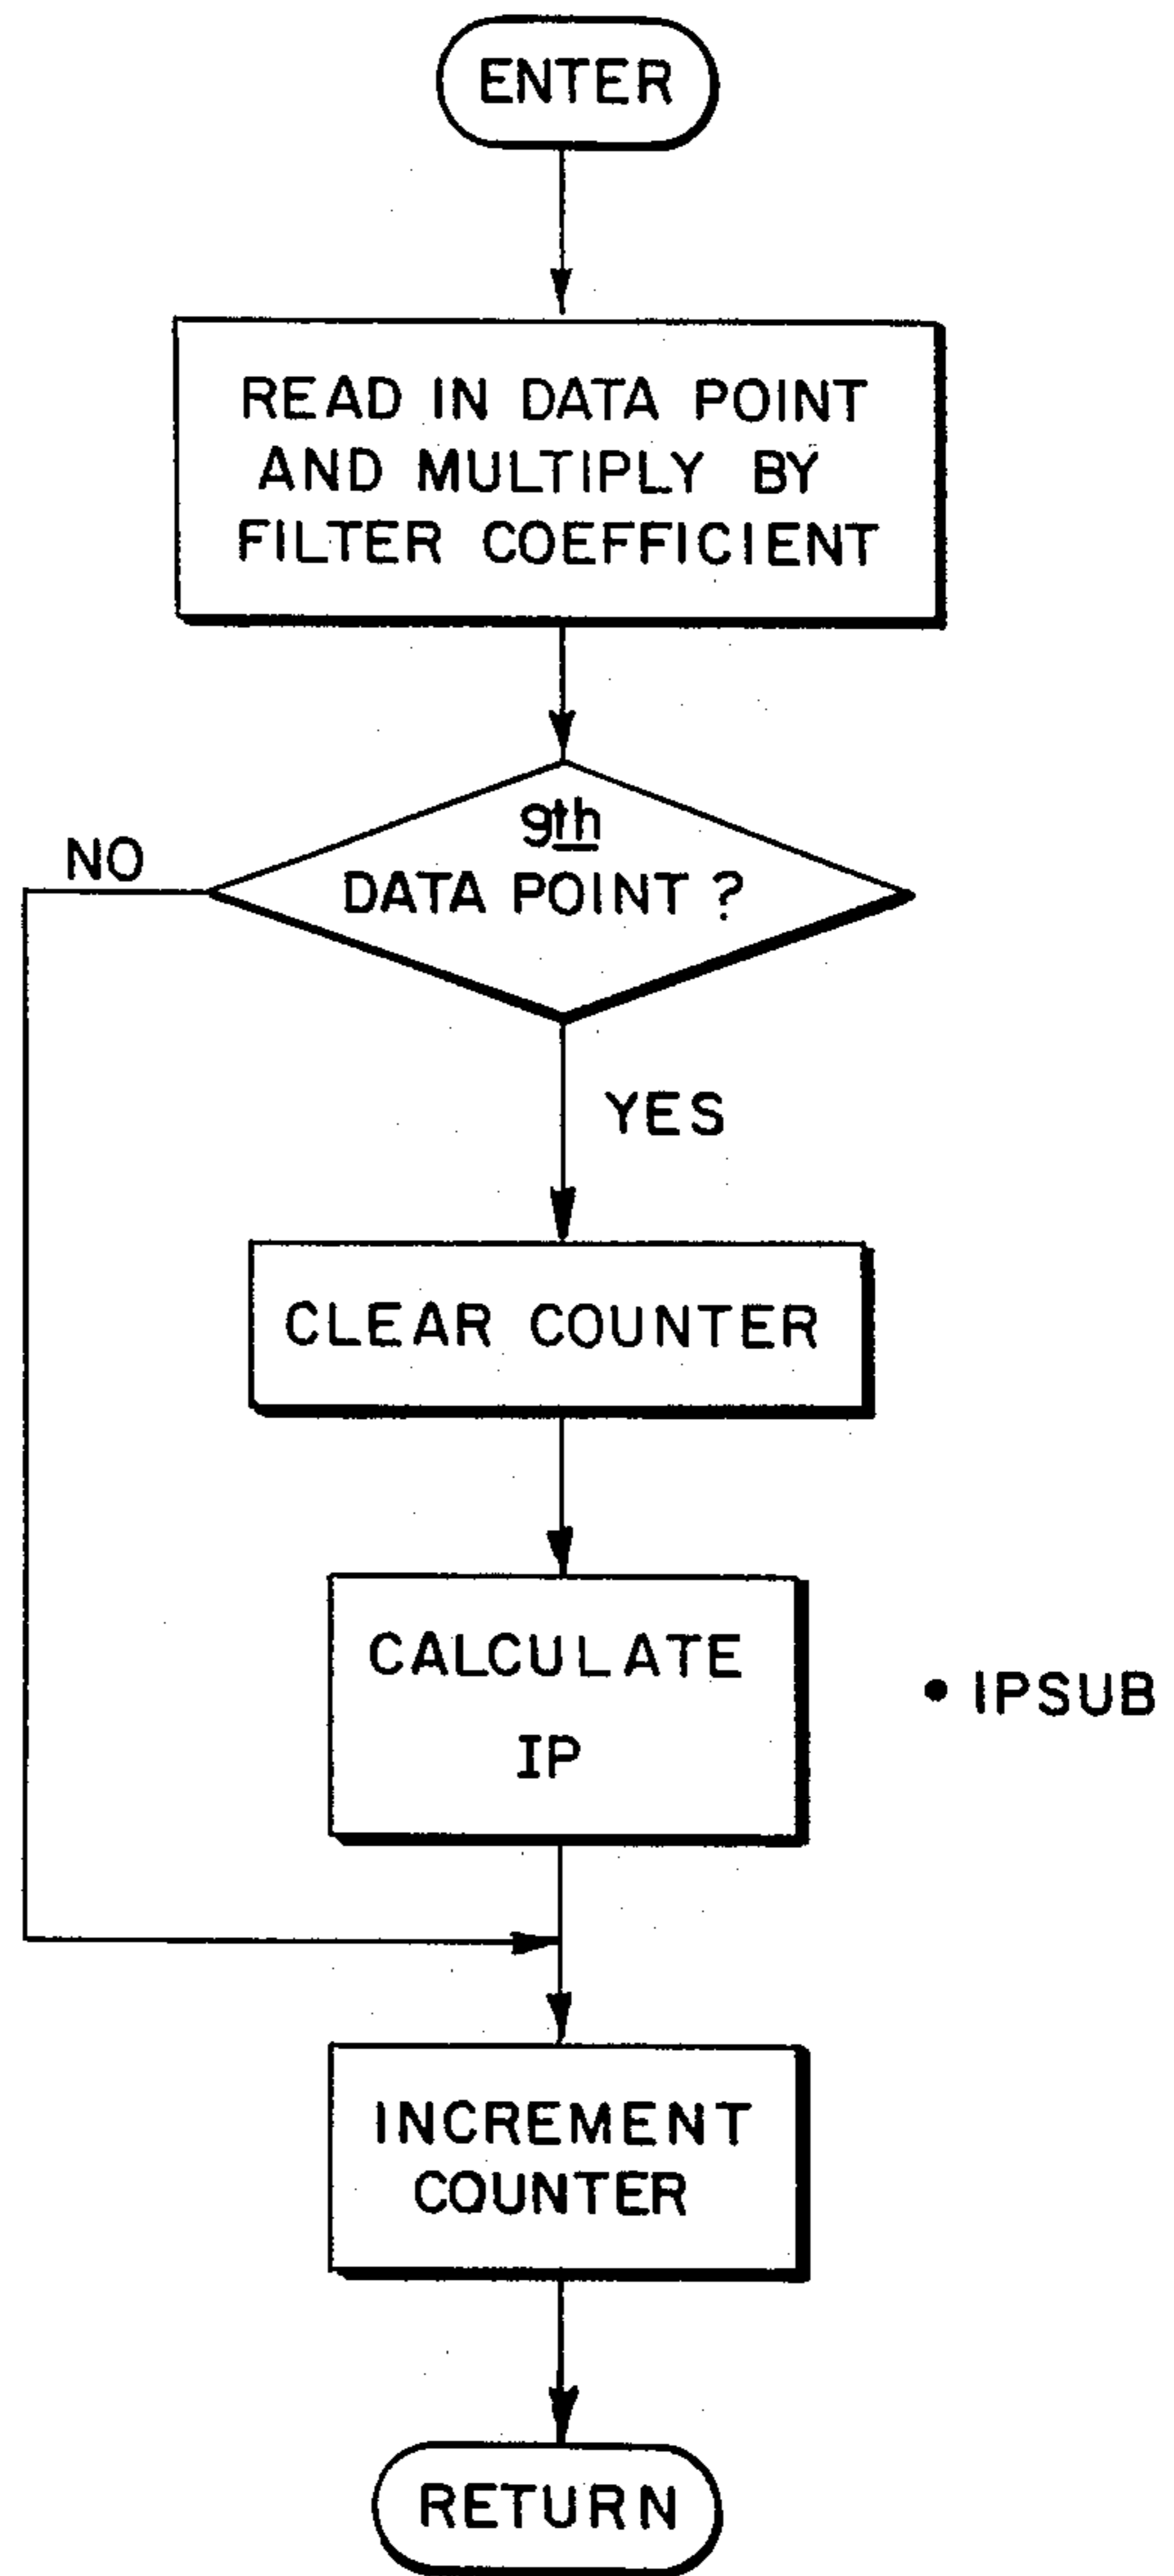 ENTER
READ IN DATA POINT
AND MULTIPLY BY
FILTER COEFFICIENT
9th
DATA POINT ?
NO
YES
CLEAR COUNTER
CALCULATE
IP
• IPSUB
INCREMENT
COUNTER
RETURN